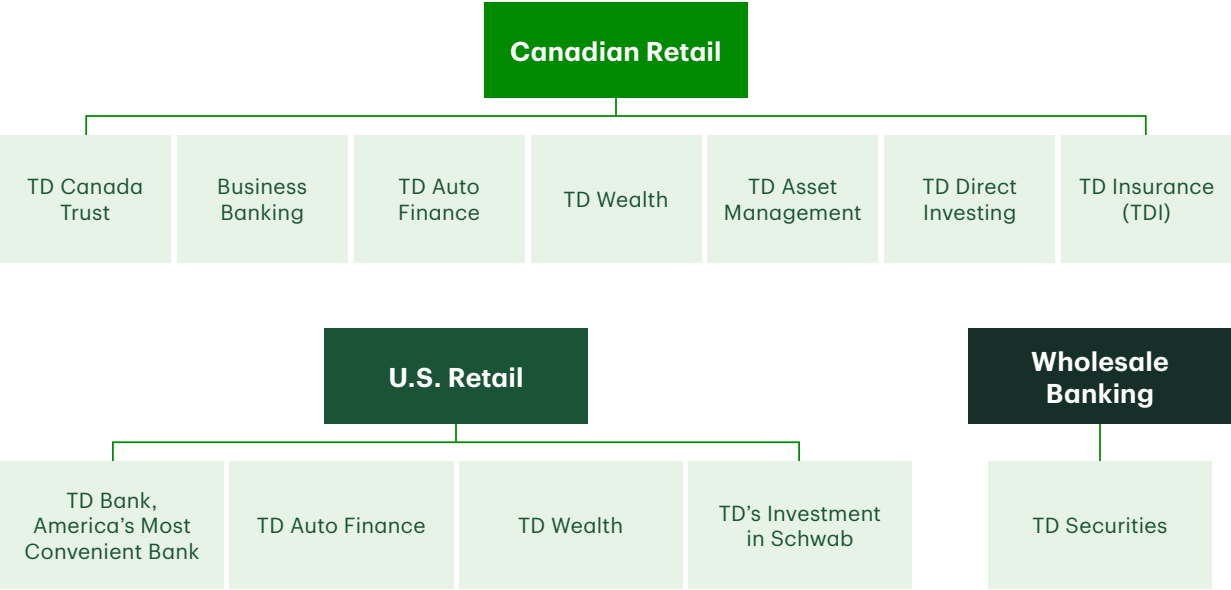 Canadian Retail
TD Canada
Trust
Business
Banking
TD Auto
Finance
TD Wealth
TD Asset
Management
TD Direct
Investing
TD Insurance
(TDI)
U.S. Retail
TD Bank,
America’s Most
Convenient Bank
TD Auto Finance
TD Wealth
TD’s Investment
in Schwab
Wholesale
Banking
TD Securities